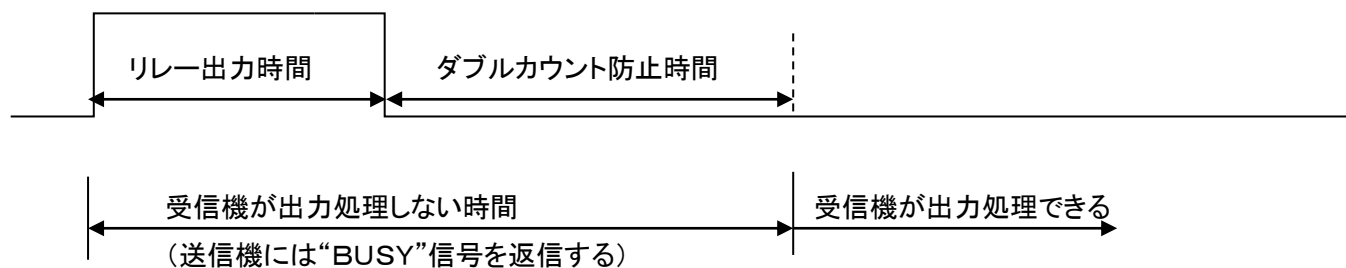 リレー出力時間
ダブルカウント防止時間
受信機が出力処理しない時間
受信機が出力処理できる
（送信機には“ＢＵＳＹ”信号を返信する）